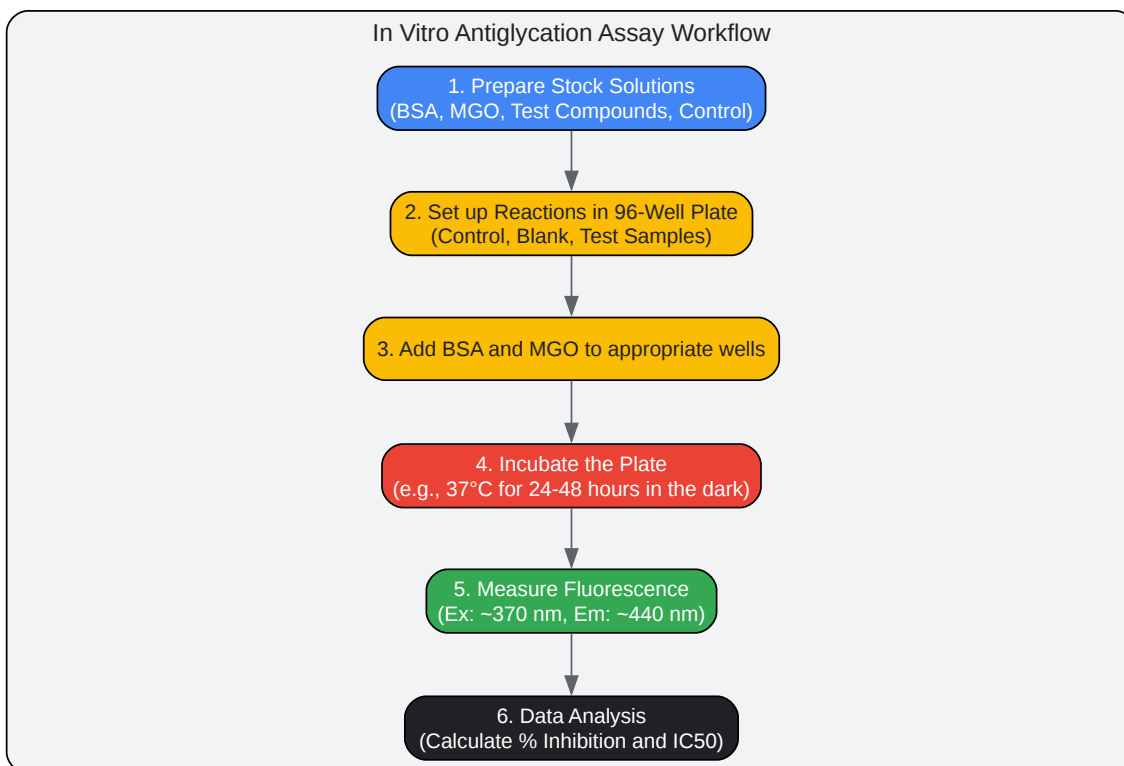 In Vitro Antiglycation Assay Workflow
1. Prepare Stock Solutions
(BSA, MGO, Test Compounds, Control)
2. Set up Reactions in 96-Well Plate
(Control, Blank, Test Samples)
3. Add BSA and MGO to appropriate wells
4. Incubate the Plate
(e.g., 37°C for 24-48 hours in the dark)
5. Measure Fluorescence
(Ex: ~370 nm, Em: ~440 nm)
6. Data Analysis
(Calculate % Inhibition and IC50)